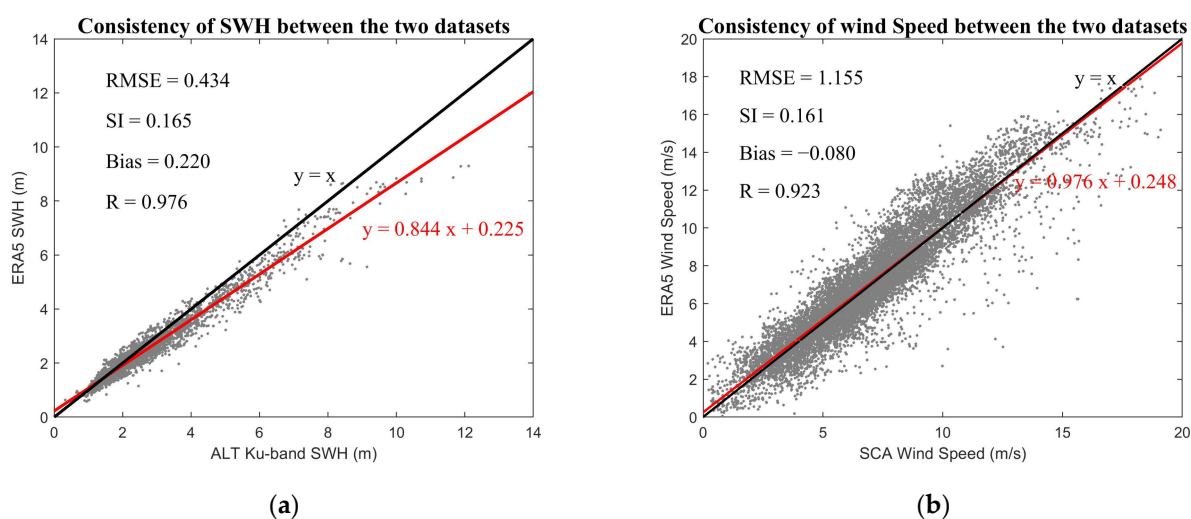 Consistency of SWH between the two datasets
14
12
10
8
6
4
2
0
ERA5 SWH (m)
RMSE = 0.434
SI = 0.165
Bias = 0.220
R = 0.976
y = x
y = 0.844 x + 0.225
0 2 4 6 8 10 12 14
ALT Ku-band SWH (m)
(a)
Consistency of wind Speed between the two datasets
20
18
16
14
12
10
8
6
4
2
0
ERA5 Wind Speed (m/s)
RMSE = 1.155
SI = 0.161
Bias = −0.080
R = 0.923
y = x
y = 0.976 x + 0.248
0 5 10 15 20
SCA Wind Speed (m/s)
(b)